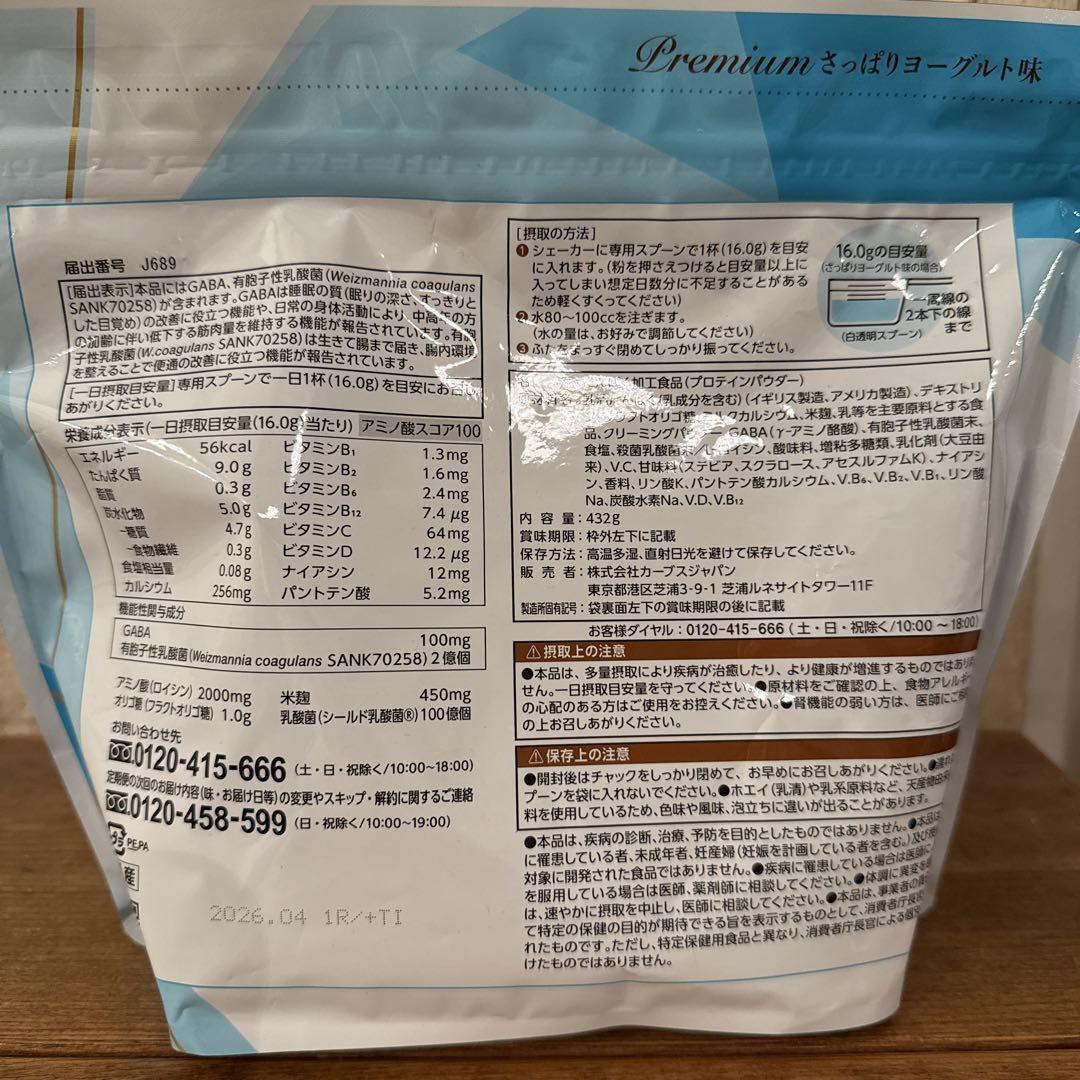 Premium さっぱりヨーグルト味
届出番号 J689
[届出表示]本品にはGABA、有胞子性乳酸菌(Weizmannia coagulans
SANK70258)が含まれます。GABAは睡眠の質(眠りの深さ、すっきりと
した目覚め)の改善に役立つ機能や、日常の身体活動により、中高年の方
の加齢に伴い低下する筋肉量を維持する機能が報告されています。有胞
子性乳酸菌(W.coagulans SANK70258)は生きて腸まで届き、腸内環境
を整えることで便通の改善に役立つ機能が報告されています。
[一日摂取目安量]専用スプーンで一日1杯(16.0g)を目安にお召し
あがりください。
栄養成分表示(一日摂取目安量(16.0g)当たり) アミノ酸スコア100
エネルギー 56kcal ビタミンB₁ 1.3mg
たんぱく質 9.0g ビタミンB₂ 1.6mg
脂質 0.3g ビタミンB₆ 2.4mg
炭水化物 5.0g ビタミンB₁₂ 7.4μg
-糖質 4.7g ビタミンC 64mg
-食物繊維 0.3g ビタミンD 12.2μg
食塩相当量 0.08g ナイアシン 12mg
カルシウム 256mg パントテン酸 5.2mg
機能性関与成分
GABA 100mg
有胞子性乳酸菌(Weizmannia coagulans SANK70258) 2億個
アミノ酸(ロイシン) 2000mg 米麹 450mg
オリゴ糖(フラクトオリゴ糖) 1.0g 乳酸菌(シールド乳酸菌®)100億個
お問い合わせ先
0120-415-666 (土・日・祝除く/10:00~18:00)
定期便の次回のお届け内容(味・お届け日等)の変更やスキップ・解約に関するご連絡
0120-458-599 (日・祝除く/10:00~19:00)
プラ PE,PA
産
2026.04 1R/+TI
[摂取の方法]
❶シェーカーに専用スプーンで1杯(16.0g)を目安
に入れます。(粉を押さえつけると目安量以上に
入ってしまい想定日数分に不足することがある
ため軽くすくってください)
❷水80~100ccを注ぎます。
(水の量は、お好みで調節してください)
❸ふたをまっすぐ閉めてしっかり振ってください。
16.0gの目安量
(さっぱりヨーグルト味の場合)
2本下の線
まで
(白透明スプーン)
加工食品(プロテインパウダー)
(乳成分を含む)(イギリス製造、アメリカ製造)、デキストリ
クトオリゴ糖、ミルクカルシウム、米麹、乳等を主要原料とする食
品、クリーミングパウダー/GABA(γ-アミノ酪酸)、有胞子性乳酸菌末、
食塩、殺菌乳酸菌末/L-ロイシン、酸味料、増粘多糖類、乳化剤(大豆由
来)、V.C、甘味料(ステビア、スクラロース、アセスルファムK)、ナイアシ
ン、香料、リン酸K、パントテン酸カルシウム、V.B₆、V.B₂、V.B₁、リン酸
Na、炭酸水素Na、V.D、V.B₁₂
内容量:432g
賞味期限:枠外左下に記載
保存方法:高温多湿、直射日光を避けて保存してください。
販売者:株式会社カーブスジャパン
東京都港区芝浦3-9-1 芝浦ルネサイトタワー11F
製造所固有記号:袋裏面左下の賞味期限の後に記載
お客様ダイヤル:0120-415-666(土・日・祝除く/10:00~18:00)
⚠摂取上の注意
●本品は、多量摂取により疾病が治癒したり、より健康が増進するものではありま
せん。一日摂取目安量を守ってください。●原材料をご確認の上、食物アレルギー
の心配のある方はご使用をお控えください。●腎機能の弱い方は、医師にご相談
の上お召しあがりください。
⚠保存上の注意
●開封後はチャックをしっかり閉めて、お早めにお召しあがりください。
プーンを袋に入れないでください。●ホエイ(乳清)や乳系原料など、天産物由来
料を使用しているため、色味や風味、泡立ちに違いが出ることがあります。
●本品は、疾病の診断、治療、予防を目的としたものではありません。●本品は
に罹患している者、未成年者、妊産婦(妊娠を計画している者を含む。)及び
対象に開発された食品ではありません。●疾病に罹患している場合は医師に、
を服用している場合は医師、薬剤師に相談してください。●体調に異変を
は、速やかに摂取を中止し、医師に相談してください。●本品は、事業者の責
て特定の保健の目的が期待できる旨を表示するものとして、消費者庁長官
れたものです。ただし、特定保健用食品と異なり、消費者庁長官による個別
けたものではありません。